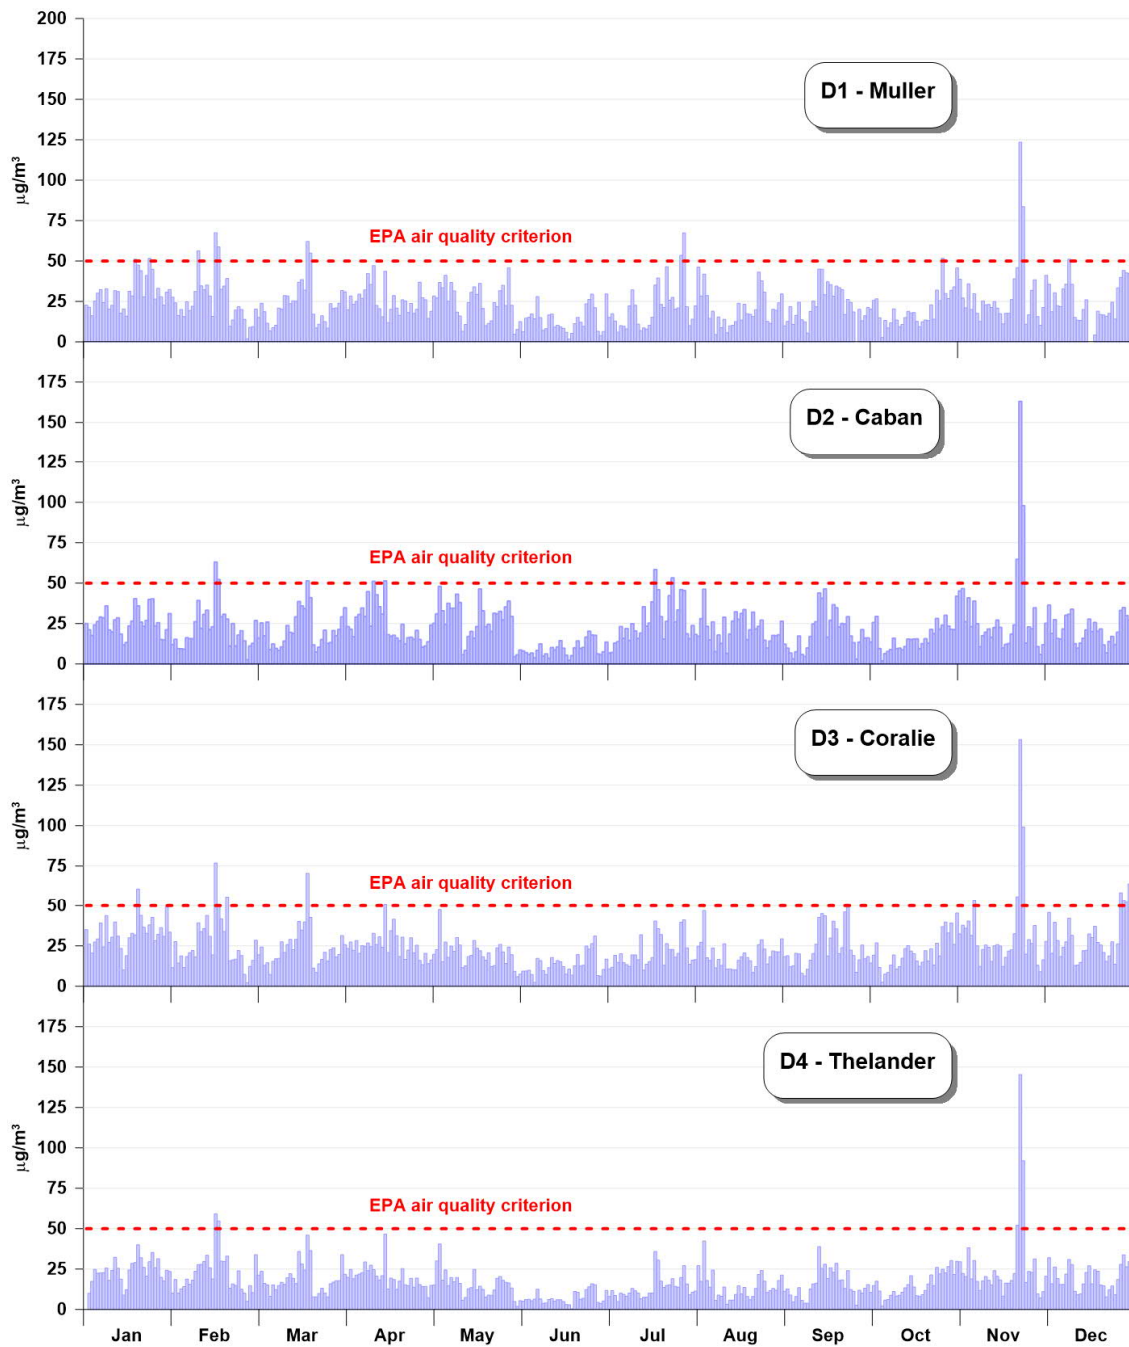 200
175
150
D1 - Muller
125
100
µg/m³
75
EPA air quality criterion
50
25
0
175
150
D2 - Caban
125
100
µg/m³
75
EPA air quality criterion
50
25
0
175
150
D3 - Coralie
125
100
µg/m³
75
EPA air quality criterion
50
25
0
175
150
D4 - Thelander
125
100
µg/m³
75
EPA air quality criterion
50
25
0
Jan Feb Mar Apr May Jun Jul Aug Sep Oct Nov Dec